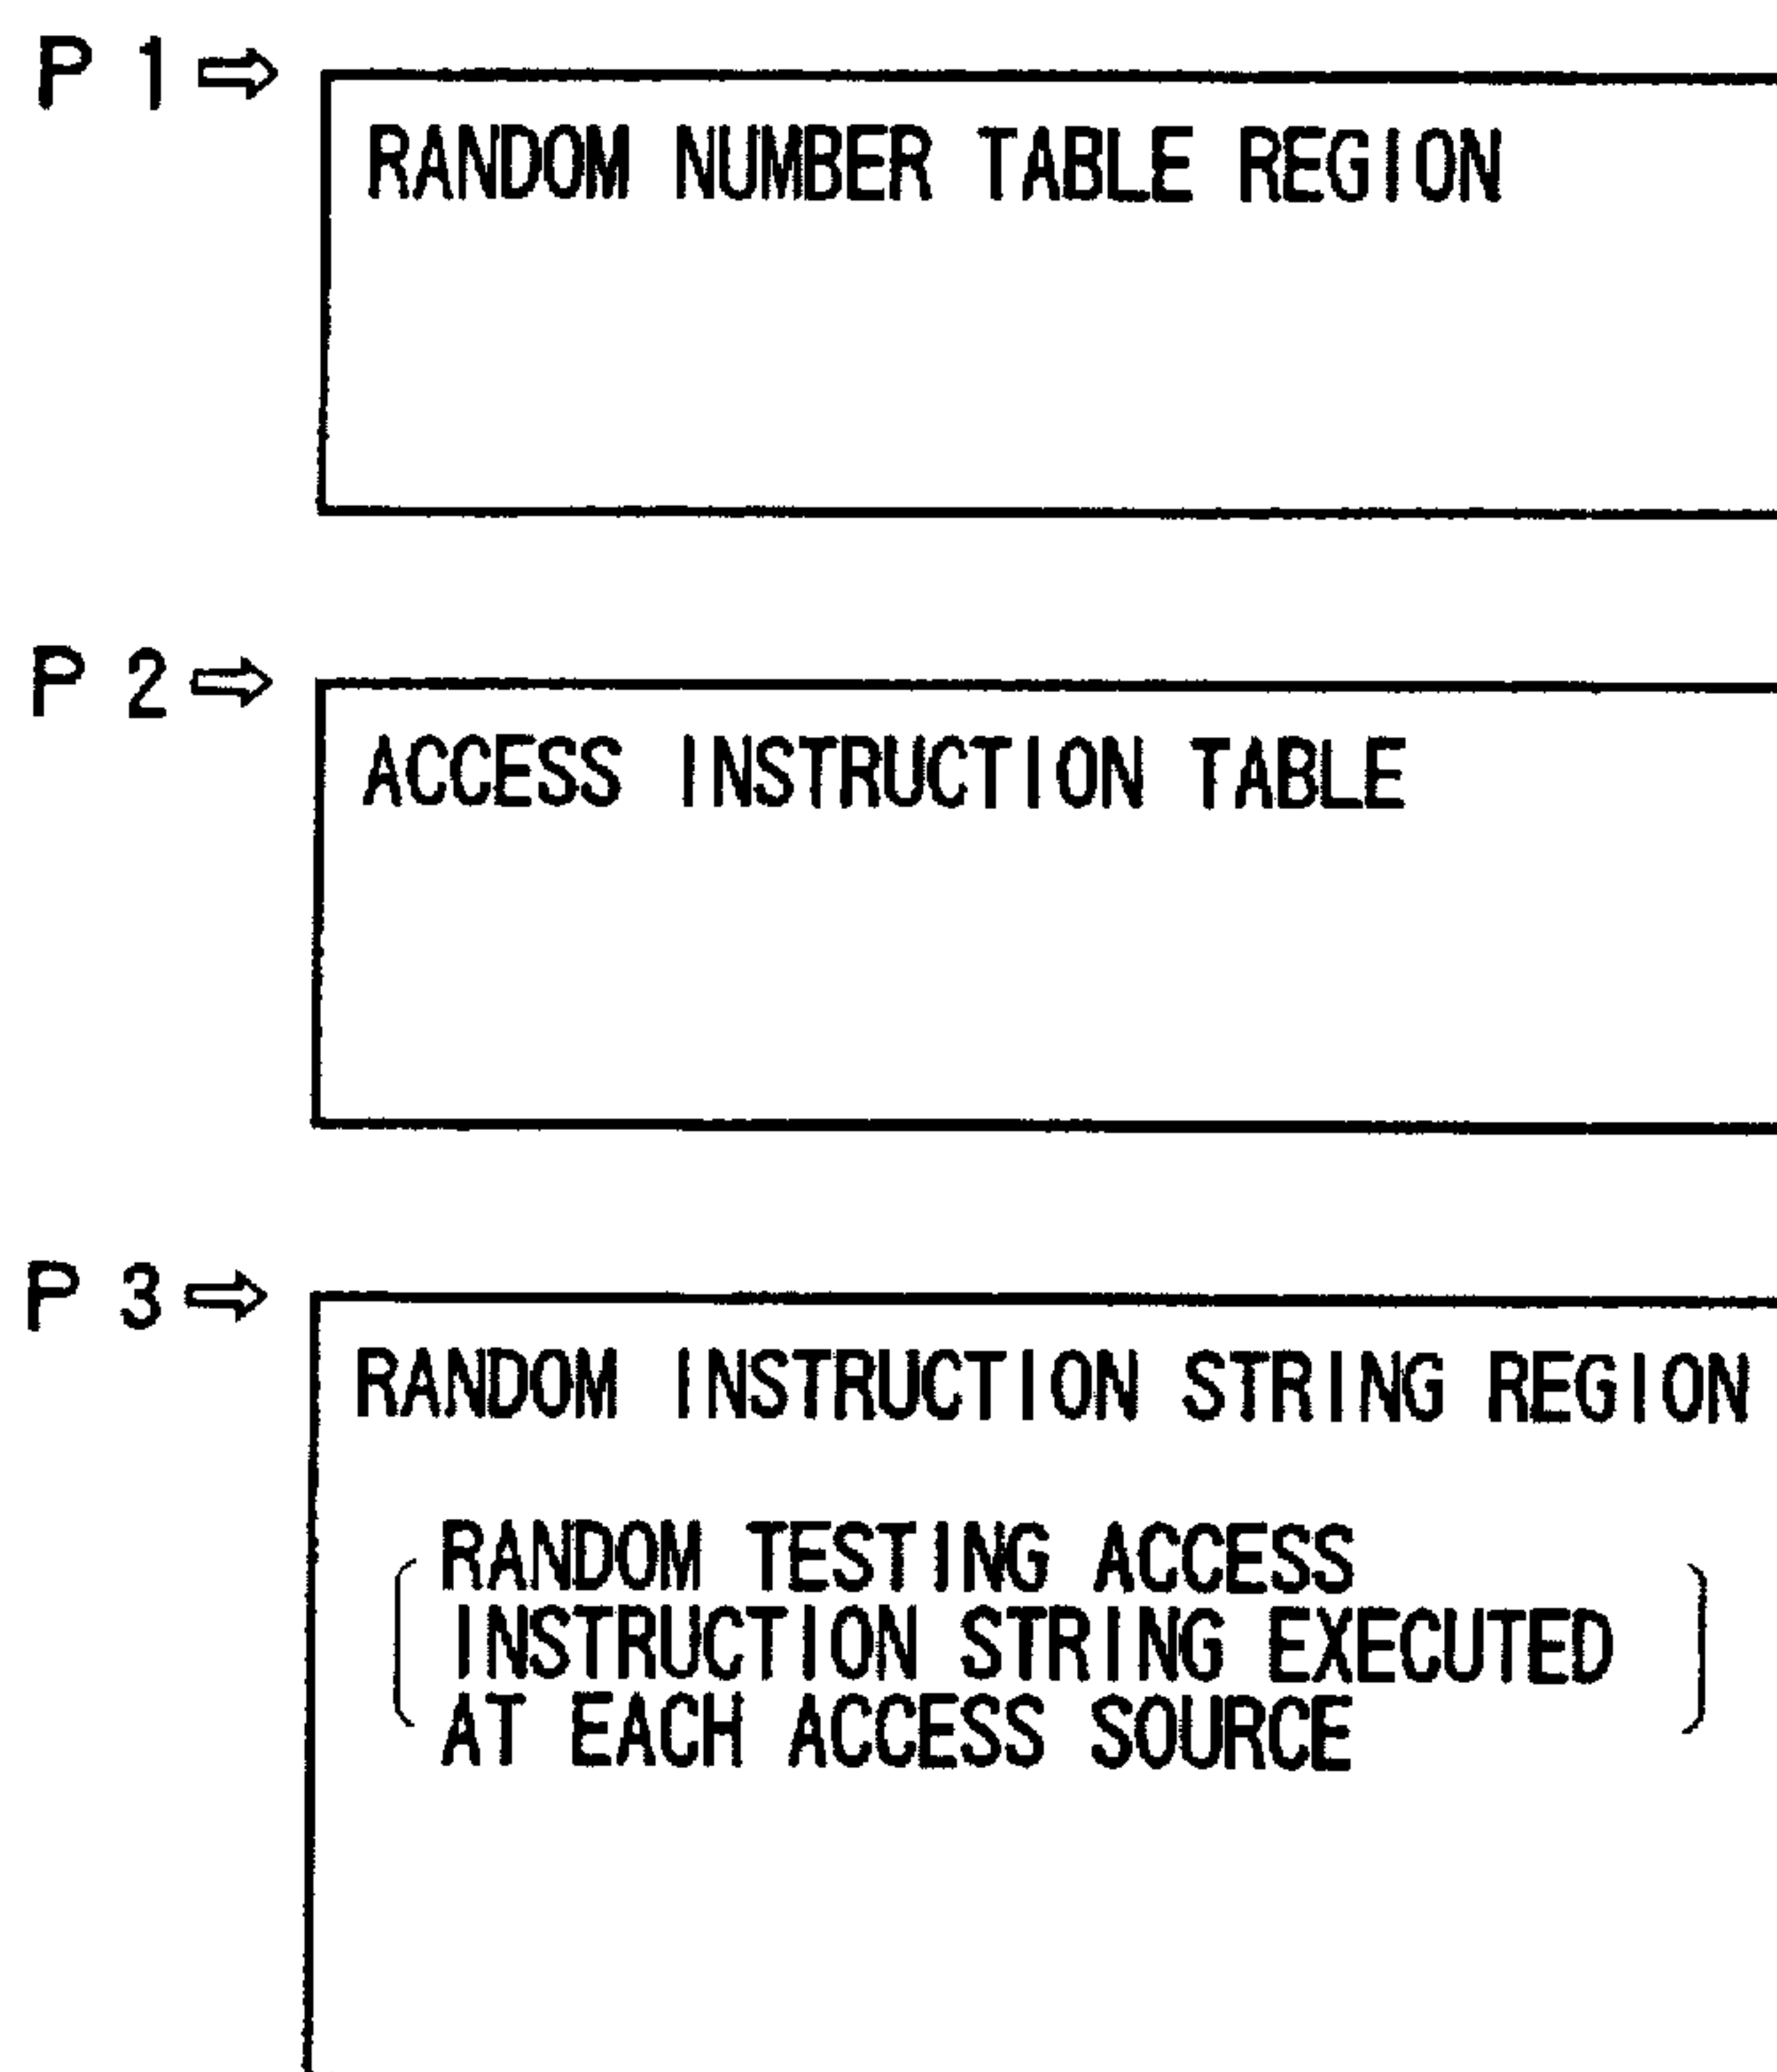 P 1⇨
RANDOM NUMBER TABLE REGION
P 2⇨
ACCESS INSTRUCTION TABLE
P 3⇨
RANDOM INSTRUCTION STRING REGION
RANDOM TESTING ACCESS
INSTRUCTION STRING EXECUTED
AT EACH ACCESS SOURCE